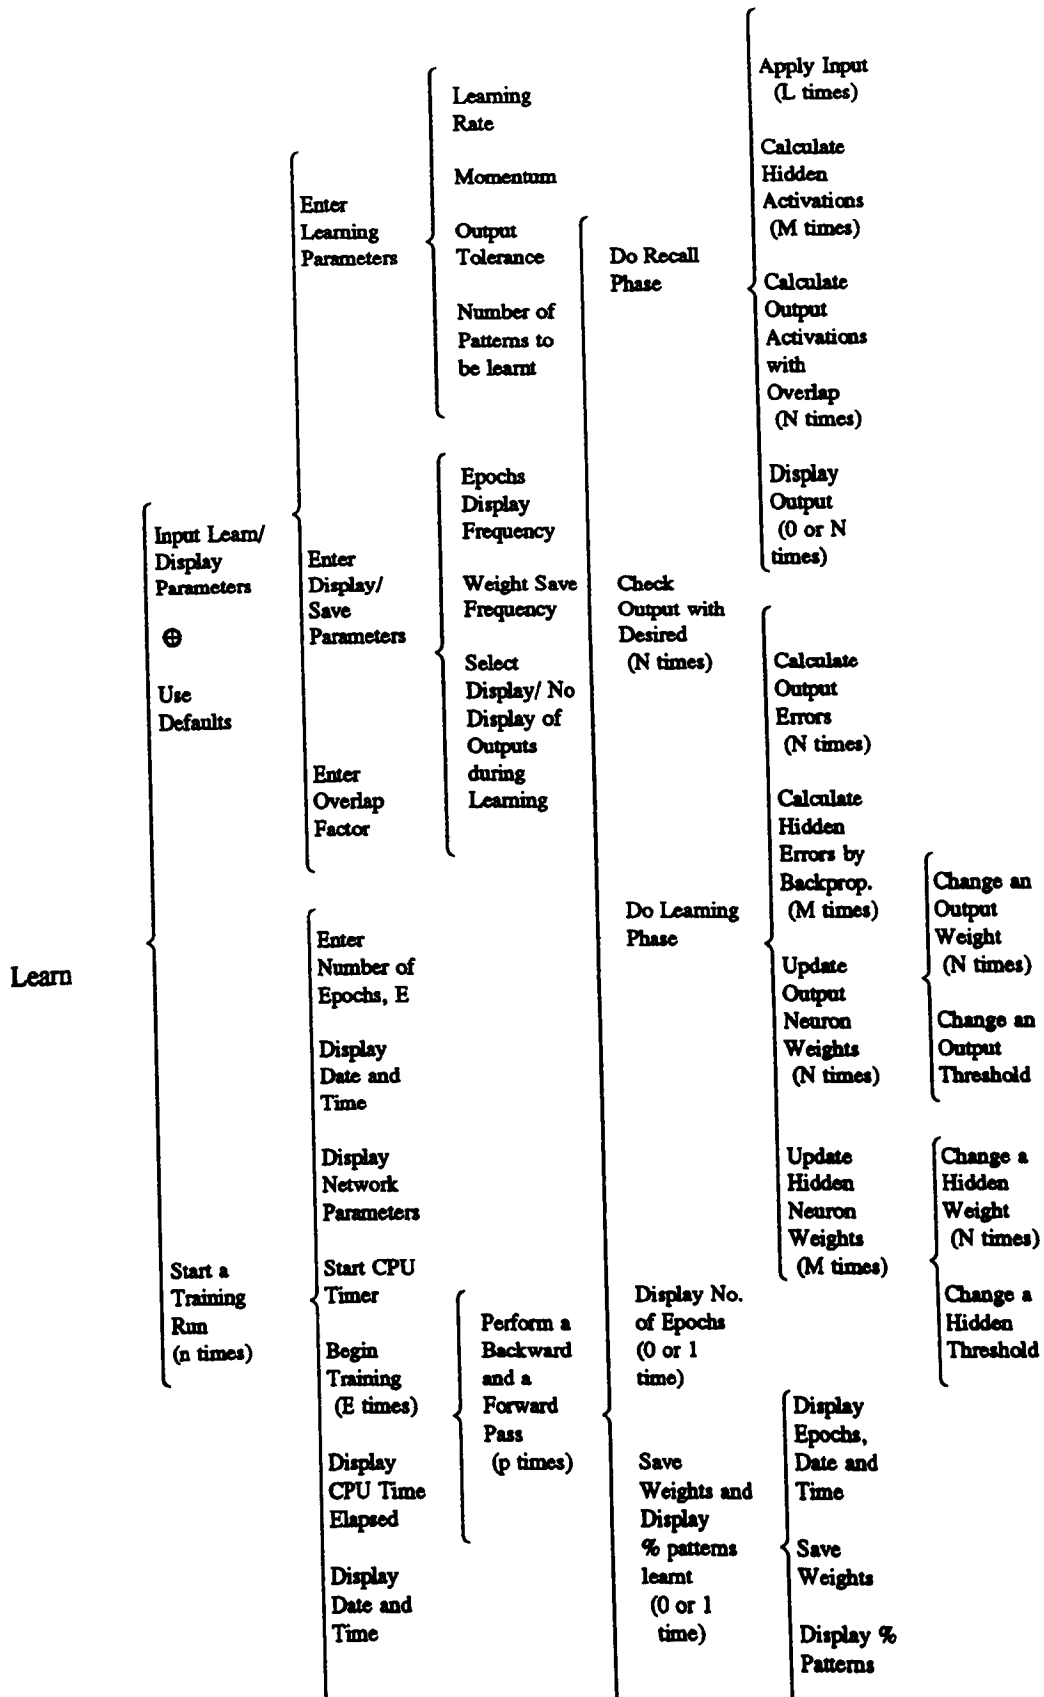 Learn
Input Learn/
Display
Parameters
⊕
Use
Defaults
Start a
Training
Run
(n times)
Enter
Learning
Parameters
Enter
Display/
Save
Parameters
Enter
Overlap
Factor
Learning
Rate
Momentum
Output
Tolerance
Number of
Patterns to
be learnt
Epochs
Display
Frequency
Weight Save
Frequency
Select
Display/ No
Display of
Outputs
during
Learning
Enter
Number of
Epochs, E
Display
Date and
Time
Display
Network
Parameters
Start CPU
Timer
Begin
Training
(E times)
Display
CPU Time
Elapsed
Display
Date and
Time
Perform a
Backward
and a
Forward
Pass
(p times)
Do Recall
Phase
Check
Output with
Desired
(N times)
Do Learning
Phase
Display No.
of Epochs
(0 or 1
time)
Save
Weights and
Display
% patterns
learnt
(0 or 1
time)
Apply Input
(L times)
Calculate
Hidden
Activations
(M times)
Calculate
Output
Activations
with
Overlap
(N times)
Display
Output
(0 or N
times)
Calculate
Output
Errors
(N times)
Calculate
Hidden
Errors by
Backprop.
(M times)
Update
Output
Neuron
Weights
(N times)
Update
Hidden
Neuron
Weights
(M times)
Change an
Output
Weight
(N times)
Change an
Output
Threshold
Change a
Hidden
Weight
(N times)
Change a
Hidden
Threshold
Display
Epochs,
Date and
Time
Save
Weights
Display %
Patterns